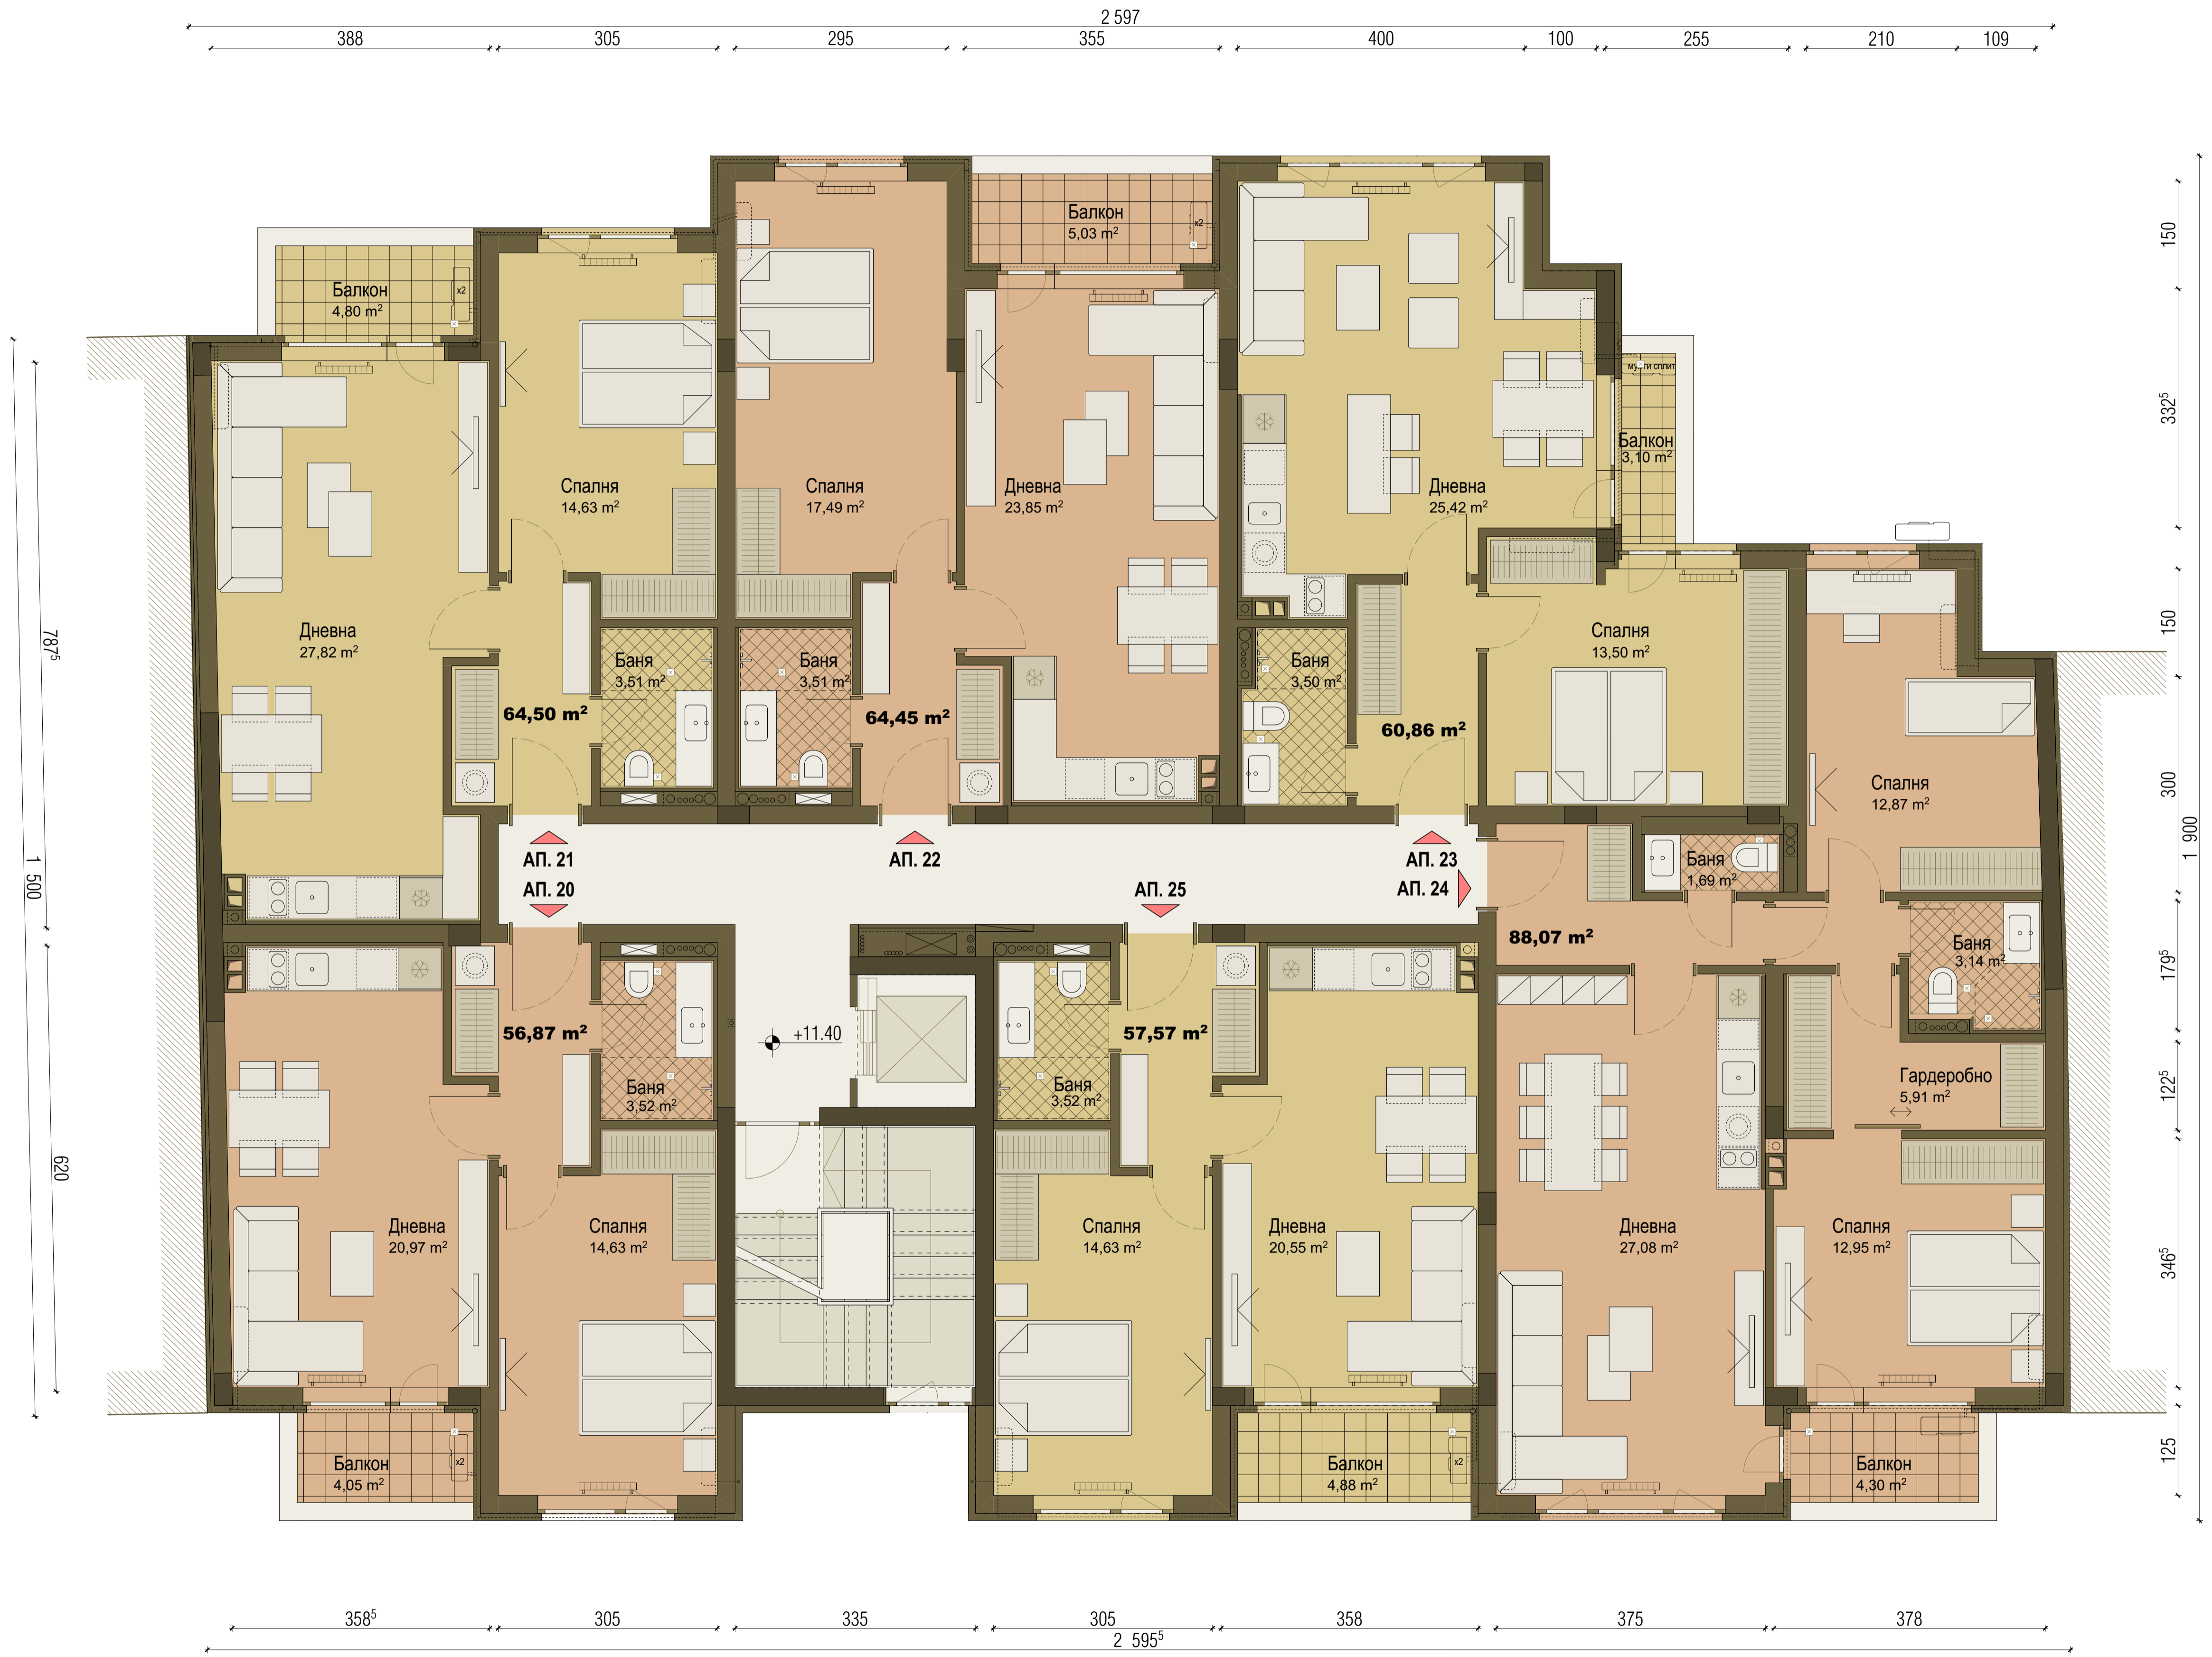 2 597
388 305 295 355 400 100 255 210 109
Балкон
5,03 m²
x2
150
Балкон
4,80 m²
x2
мулти сплит
332⁵
Балкон
3,10 m²
Спалня
14,63 m²
Спалня
17,49 m²
Дневна
23,85 m²
Дневна
25,42 m²
Дневна
27,82 m²
Спалня
13,50 m²
150
787⁵
Баня
3,51 m²
Баня
3,51 m²
Баня
3,50 m²
64,50 m²
64,45 m²
60,86 m²
Спалня
12,87 m²
300
1 900
1 500
АП. 21
АП. 22
АП. 23
Баня
1,69 m²
АП. 20
АП. 25
АП. 24
88,07 m²
Баня
3,14 m²
179⁵
56,87 m²
+11.40
57,57 m²
Баня
3,52 m²
Баня
3,52 m²
Гардеробно
5,91 m²
122⁵
620
Дневна
20,97 m²
Спалня
14,63 m²
Спалня
14,63 m²
Дневна
20,55 m²
Дневна
27,08 m²
Спалня
12,95 m²
346⁵
Балкон
4,05 m²
x2
Балкон
4,88 m²
x2
Балкон
4,30 m²
125
358⁵ 305 335 305 358 375 378
2 595⁵